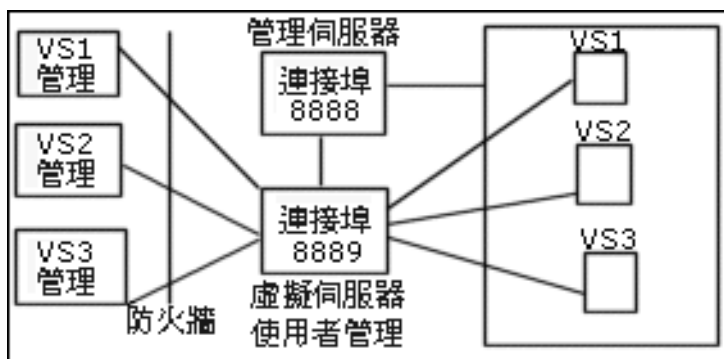 VS1
管理
VS2
管理
VS3
管理
防火牆
管理伺服器
連接埠
8888
連接埠
8889
虛擬伺服器
使用者管理
VS1
VS2
VS3